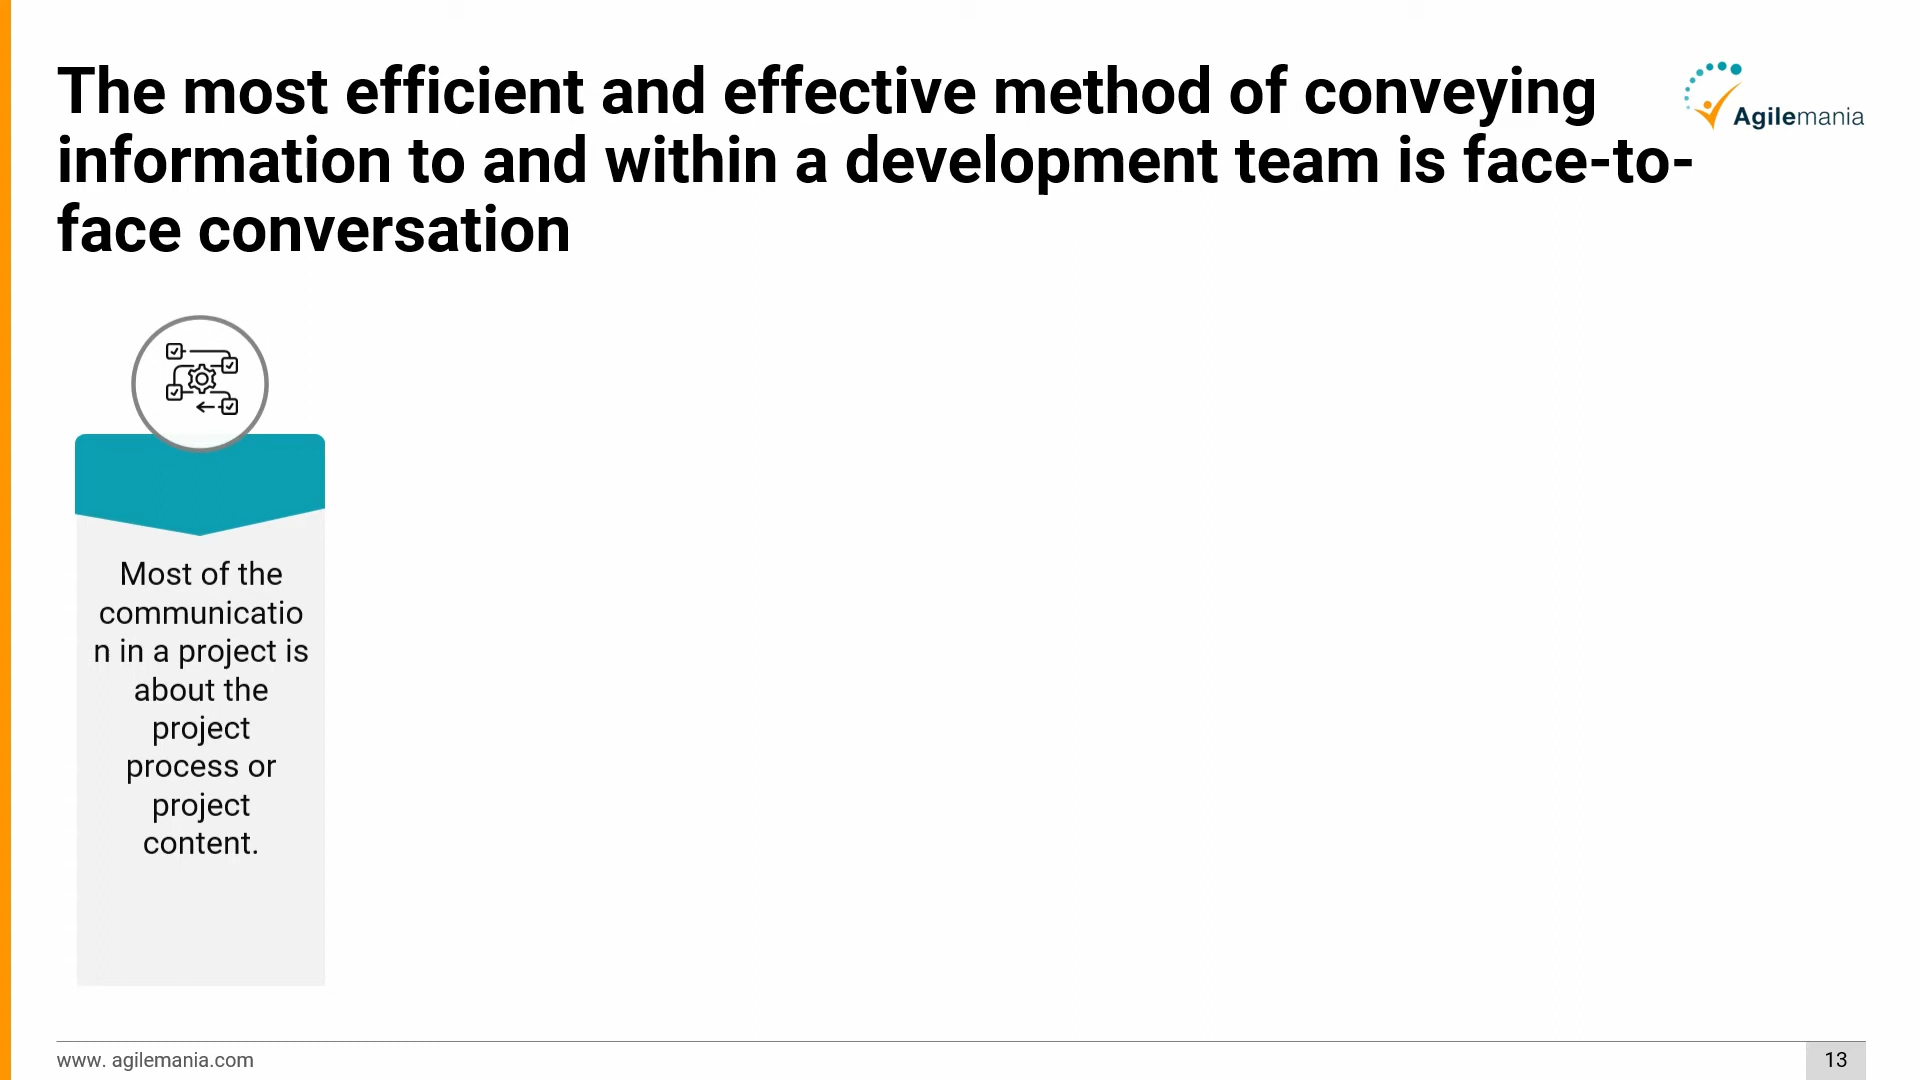 The most efficient and effective method of conveying
information to and within a development team is face-to-
face conversation
Agilemania
Most of the
communicatio
n in a project is
about the
project
process or
project
content.
www. agilemania.com
13